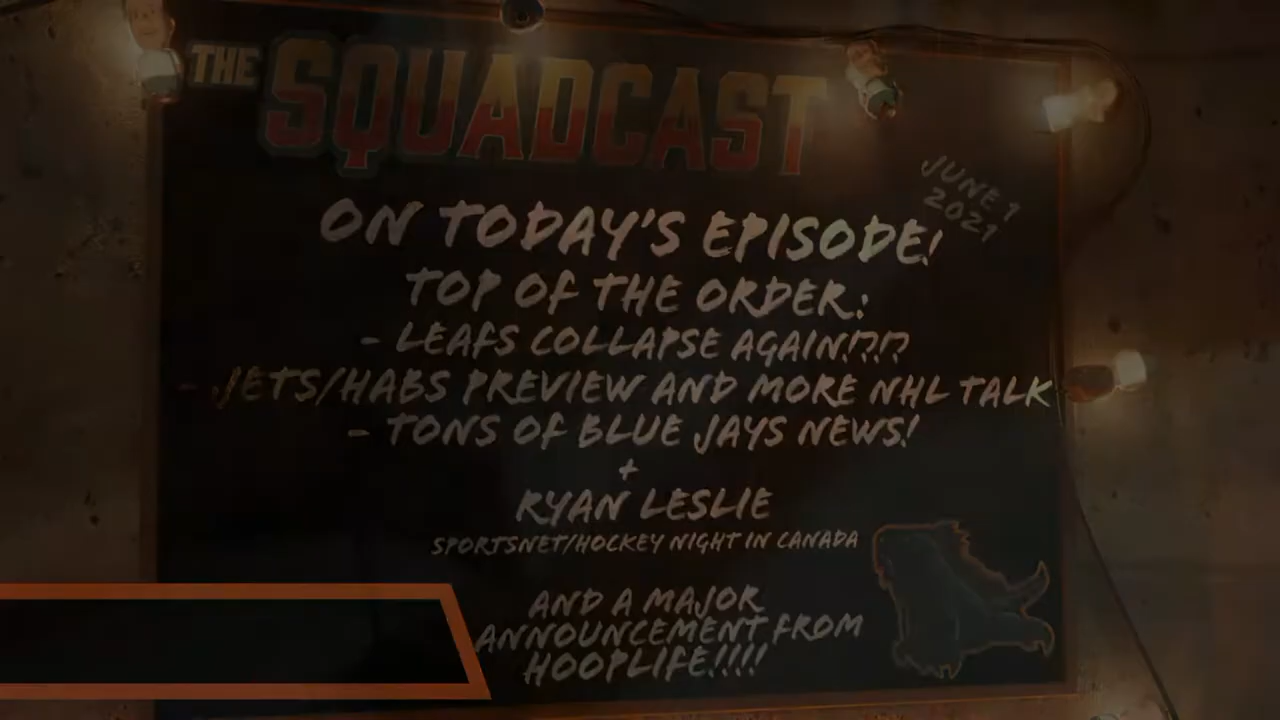 THE SQUADCAST
JUNE 1
2021
ON TODAY'S EPISODE!
TOP OF THE ORDER:
- LEAFS COLLAPSE AGAIN!?!?
- JETS/HABS PREVIEW AND MORE NHL TALK
- TONS OF BLUE JAYS NEWS!
+
RYAN LESLIE
SPORTSNET/HOCKEY NIGHT IN CANADA
AND A MAJOR
ANNOUNCEMENT FROM
HOOPLIFE!!!!